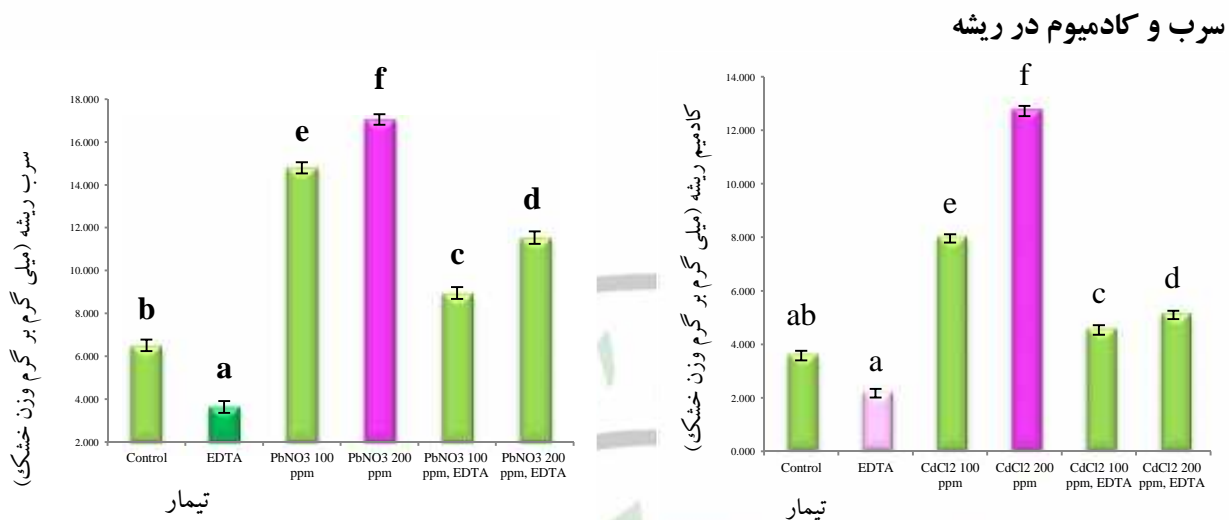 سرب و کادمیوم در ریشه
سرب ریشه (میلی گرم بر گرم وزن خشک)
18.000
16.000
14.000
12.000
10.000
8.000
6.000
4.000
2.000
b
a
e
f
c
d
Control
EDTA
PbNO3 100 ppm
PbNO3 200 ppm
PbNO3 100 ppm, EDTA
PbNO3 200 ppm, EDTA
تیمار
کادمیم ریشه (میلی گرم بر گرم وزن خشک)
14.000
12.000
10.000
8.000
6.000
4.000
2.000
0.000
ab
a
e
f
c
d
Control
EDTA
CdCl2 100 ppm
CdCl2 200 ppm
CdCl2 100 ppm, EDTA
CdCl2 200 ppm, EDTA
تیمار